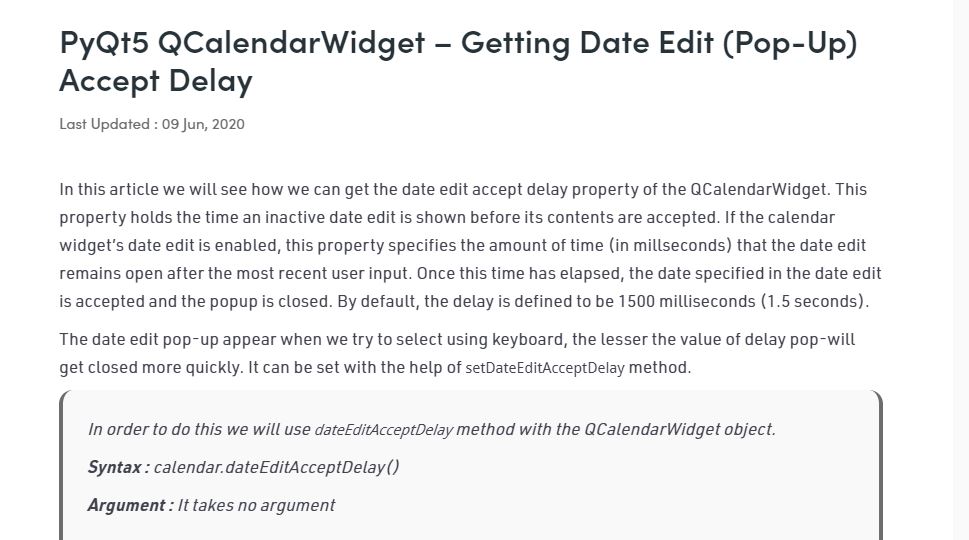 PyQt5 QCalendarWidget – Getting Date Edit (Pop-Up)
Accept Delay
Last Updated : 09 Jun, 2020
In this article we will see how we can get the date edit accept delay property of the QCalendarWidget. This
property holds the time an inactive date edit is shown before its contents are accepted. If the calendar
widget’s date edit is enabled, this property specifies the amount of time (in millseconds) that the date edit
remains open after the most recent user input. Once this time has elapsed, the date specified in the date edit
is accepted and the popup is closed. By default, the delay is defined to be 1500 milliseconds (1.5 seconds).
The date edit pop-up appear when we try to select using keyboard, the lesser the value of delay pop-will
get closed more quickly. It can be set with the help of setDateEditAcceptDelay method.
In order to do this we will use dateEditAcceptDelay method with the QCalendarWidget object.
Syntax : calendar.dateEditAcceptDelay()
Argument : It takes no argument